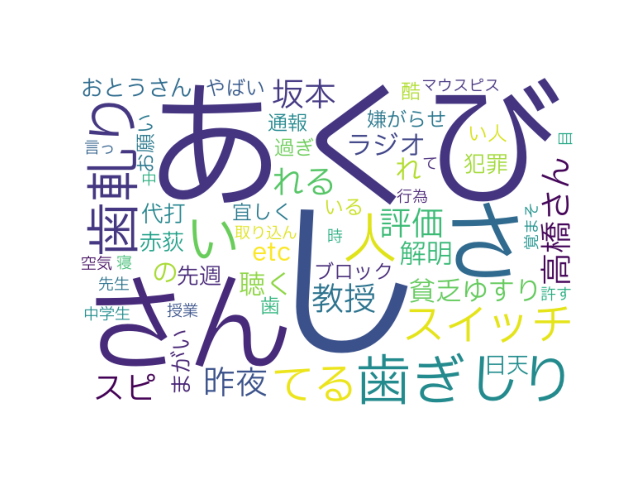 おとうさん
やばい
坂本
酷
マウスピス
あくび
歯軋り
言っ
お願い
中
通報
嫌がらせ
過ぎ
ラジオ
い人
れ
て
犯罪
目
れる
行為
代打
宜しく
いる
評価
さ
高橋さん
覚まそ
赤荻
い
取り込ん
時
人
解明
etc
空気
寝
の
先週
聴く
ブロック
先生
歯
教授
貧乏ゆすり
許す
中学生
授業
さん
し
スイッチ
まがい
スピ
昨夜
てる
歯ぎしり
日天